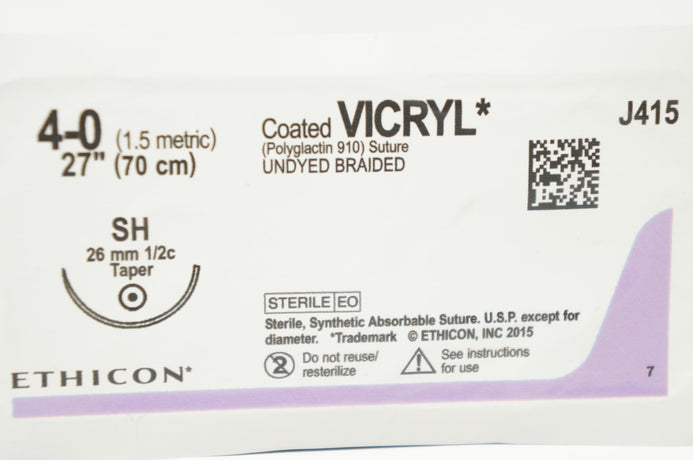 4-0 (1.5 metric)
27" (70 cm)
Coated VICRYL*
(Polyglactin 910) Suture
UNDYED BRAIDED
J415
SH
26 mm 1/2c
Taper
STERILE EO
Sterile, Synthetic Absorbable Suture. U.S.P. except for
diameter. *Trademark © ETHICON, INC 2015
2 Do not reuse/
resterilize
See instructions
for use
ETHICON*
7